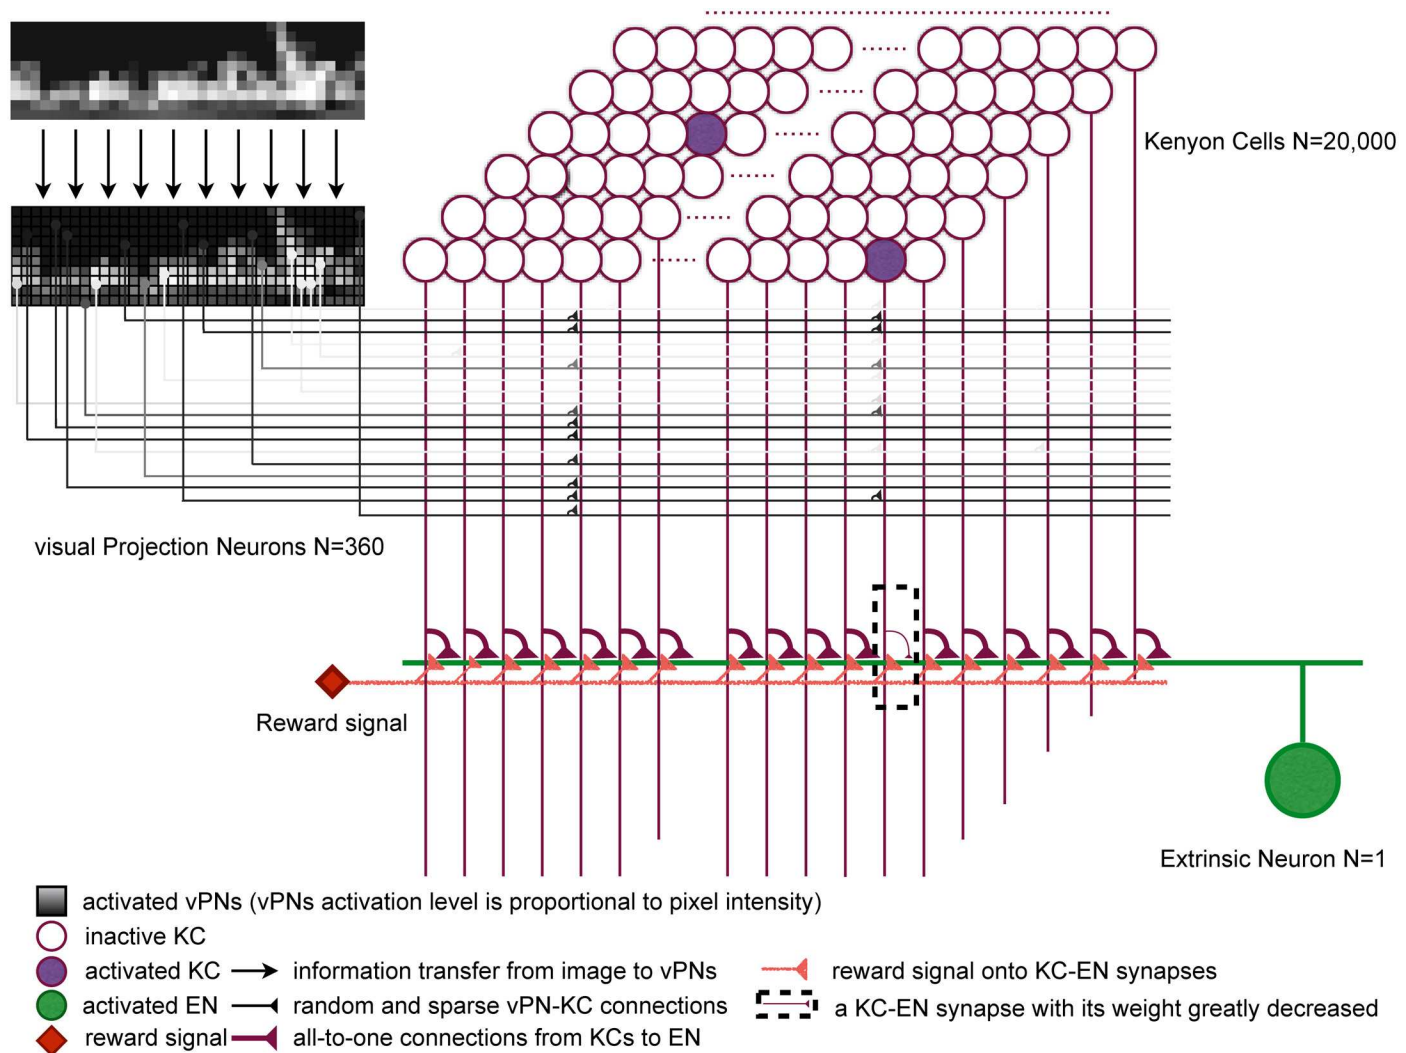 Kenyon Cells N=20,000
visual Projection Neurons N=360
Reward signal
Extrinsic Neuron N=1
activated vPNs (vPNs activation level is proportional to pixel intensity)
inactive KC
activated KC
information transfer from image to vPNs
reward signal onto KC-EN synapses
activated EN
random and sparse vPN-KC connections
a KC-EN synapse with its weight greatly decreased
reward signal
all-to-one connections from KCs to EN